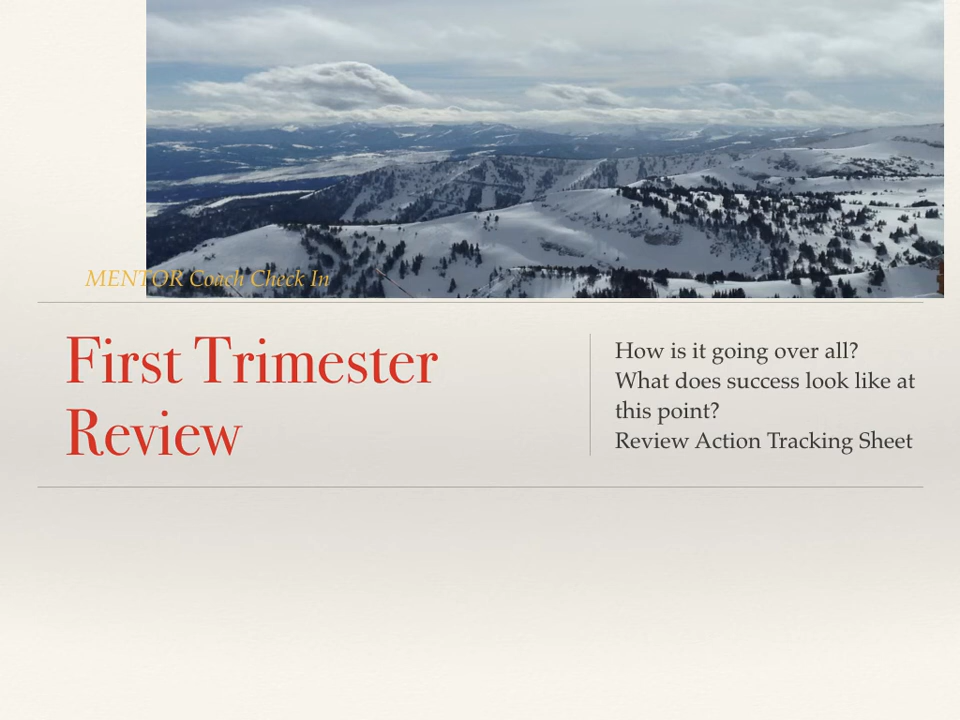 MENTOR Coach Check In
First Trimester
Review
How is it going over all?
What does success look like at
this point?
Review Action Tracking Sheet